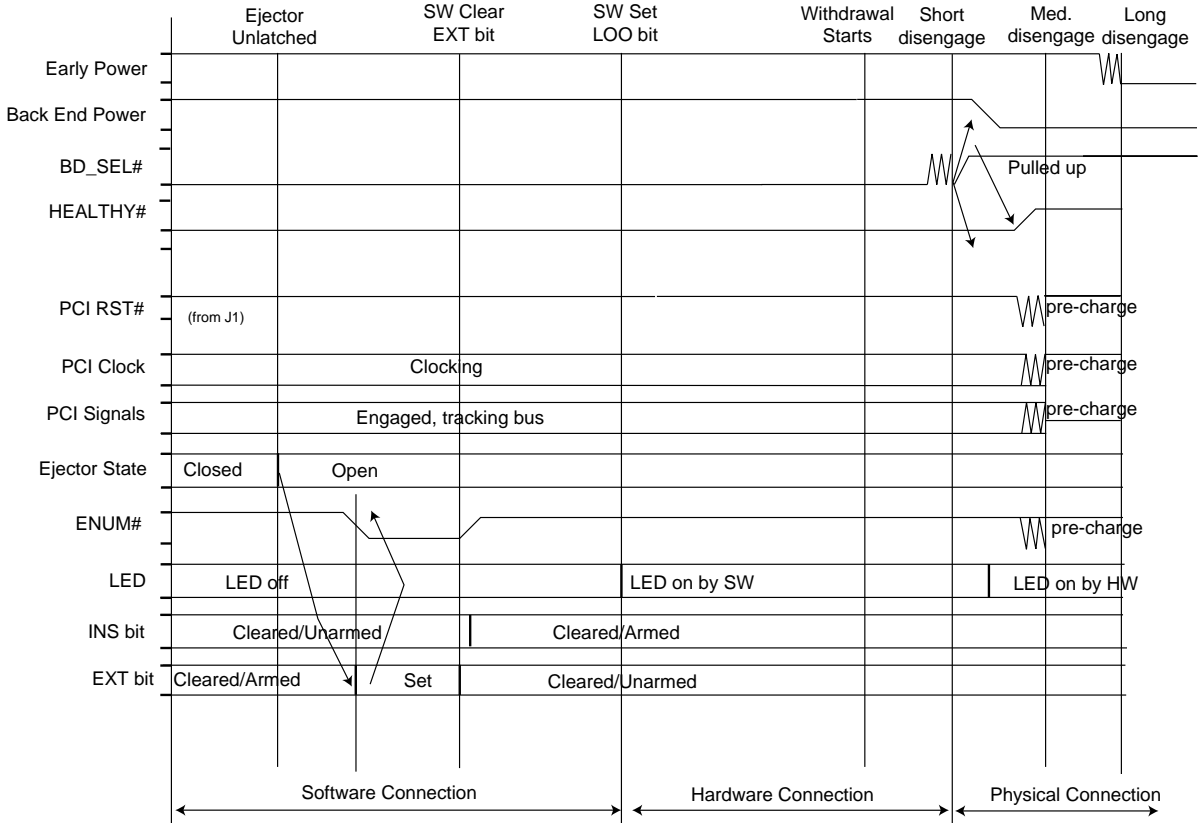 Ejector
Unlatched
SW Clear
EXT bit
SW Set
LOO bit
Withdrawal
Starts
Short
disengage
Med.
disengage
Long
disengage
Early Power
Back End Power
BD_SEL#
Pulled up
HEALTHY#
PCI RST#
(from J1)
pre-charge
PCI Clock
Clocking
pre-charge
PCI Signals
Engaged, tracking bus
pre-charge
Ejector State
Closed
Open
ENUM#
pre-charge
LED
LED off
LED on by SW
LED on by HW
INS bit
Cleared/Unarmed
Cleared/Armed
EXT bit
Cleared/Armed
Set
Cleared/Unarmed
Software Connection
Hardware Connection
Physical Connection